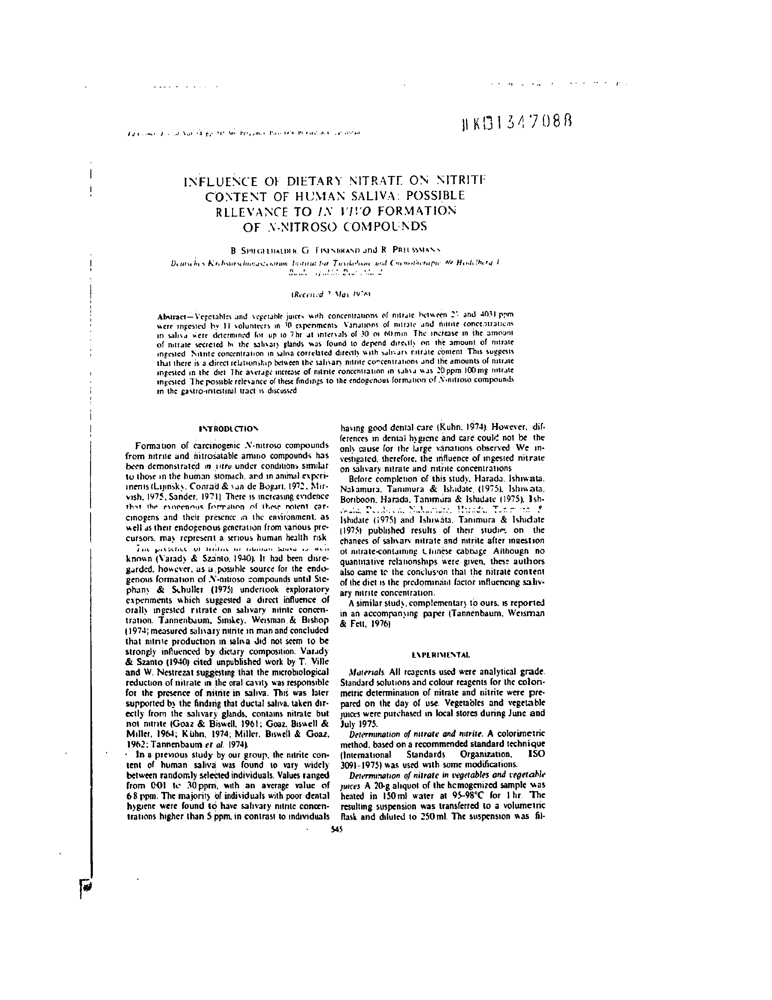 INFLUENCE OF DIETARY NITRATE ON NITRITE
CONTENT OF HUMAN SALIVA: POSSIBLE
RELEVANCE TO IN VIVO FORMATION
OF N-NITROSO COMPOUNDS
B SPIEGELHALDER, G EISENBRAND and R PREUSSMANN
Deutsches Krebsforschungszentrum, Institut für Toxikologie und Chemotherapie, Heidelberg 1
(Received 7 May 1976)
Abstract—Vegetables and vegetable juices with concentrations of nitrate between and 4031 ppm
were ingested by 11 volunteers in 30 experiments Variations of nitrate and nitrite concentrations
in saliva were determined for up to 7 hr at intervals of 30 or 60 min The increase in the amount
of nitrate secreted by the salivary glands was found to depend directly on the amount of nitrate
ingested Nitrite concentration in saliva correlated directly with salivary nitrate content This suggests
that there is a direct relationship between the salivary nitrite concentrations and the amounts of nitrate
ingested in the diet The average increase of nitrite concentration in saliva was 20 ppm 100 mg nitrate
ingested The possible relevance of these findings to the endogenous formation of N-nitroso compounds
in the gastro-intestinal tract is discussed
INTRODUCTION
Formation of carcinogenic N-nitroso compounds
from nitrite and nitrosatable amino compounds has
been demonstrated in vitro under conditions similar
to those in the human stomach, and in animal experi-
ments (Lijinsky, Conrad & van de Bogart, 1972, Mir-
vish, 1975, Sander, 1971) There is increasing evidence
that the exogenous formation of these potent car-
cinogens and their presence in the environment, as
well as their endogenous generation from various pre-
cursors, may represent a serious human health risk
The presence of nitrite in human saliva is well
known (Varady & Szanto, 1940). It had been disre-
garded, however, as a possible source for the endo-
genous formation of N-nitroso compounds until Ste-
phany & Schuller (1975) undertook exploratory
experiments which suggested a direct influence of
orally ingested nitrate on salivary nitrite concen-
tration. Tannenbaum, Sinskey, Weisman & Bishop
(1974) measured salivary nitrite in man and concluded
that nitrite production in saliva did not seem to be
strongly influenced by dietary composition. Varady
& Szanto (1940) cited unpublished work by T. Ville
and W. Nestrezat suggesting that the microbiological
reduction of nitrate in the oral cavity was responsible
for the presence of nitrite in saliva. This was later
supported by the finding that ductal saliva, taken dir-
ectly from the salivary glands, contains nitrate but
not nitrite (Goaz & Biswell, 1961; Goaz, Biswell &
Miller, 1964; Kühn, 1974; Miller, Biswell & Goaz,
1962; Tannenbaum et al. 1974).
In a previous study by our group, the nitrite con-
tent of human saliva was found to vary widely
between randomly selected individuals. Values ranged
from 0·01 to 30 ppm, with an average value of
6·8 ppm. The majority of individuals with poor dental
hygiene were found to have salivary nitrite concen-
trations higher than 5 ppm, in contrast to individuals
having good dental care (Kuhn, 1974). However, dif-
ferences in dental hygiene and care could not be the
only cause for the large variations observed We in-
vestigated, therefore, the influence of ingested nitrate
on salivary nitrate and nitrite concentrations
Before completion of this study, Harada, Ishiwata,
Nakamura, Tanimura & Ishidate (1975), Ishiwata,
Boriboon, Harada, Tanimura & Ishidate (1975), Ish-
Ishidate (1975) and Ishiwata, Tanimura & Ishidate
(1975) published results of their studies on the
changes of salivary nitrate and nitrite after ingestion
of nitrate-containing Chinese cabbage Although no
quantitative relationships were given, these authors
also came to the conclusion that the nitrate content
of the diet is the predominant factor influencing saliv-
ary nitrite concentration.
A similar study, complementary to ours, is reported
in an accompanying paper (Tannenbaum, Weisman
& Fett, 1976)
EXPERIMENTAL
Materials All reagents used were analytical grade.
Standard solutions and colour reagents for the colori-
metric determination of nitrate and nitrite were pre-
pared on the day of use. Vegetables and vegetable
juices were purchased in local stores during June and
July 1975.
Determination of nitrate and nitrite. A colorimetric
method, based on a recommended standard technique
(International Standards Organization, ISO
3091-1975) was used with some modifications.
Determination of nitrate in vegetables and vegetable
juices A 20-g aliquot of the homogenized sample was
heated in 150 ml water at 95–98°C for 1 hr. The
resulting suspension was transferred to a volumetric
flask and diluted to 250 ml. The suspension was fil-
545